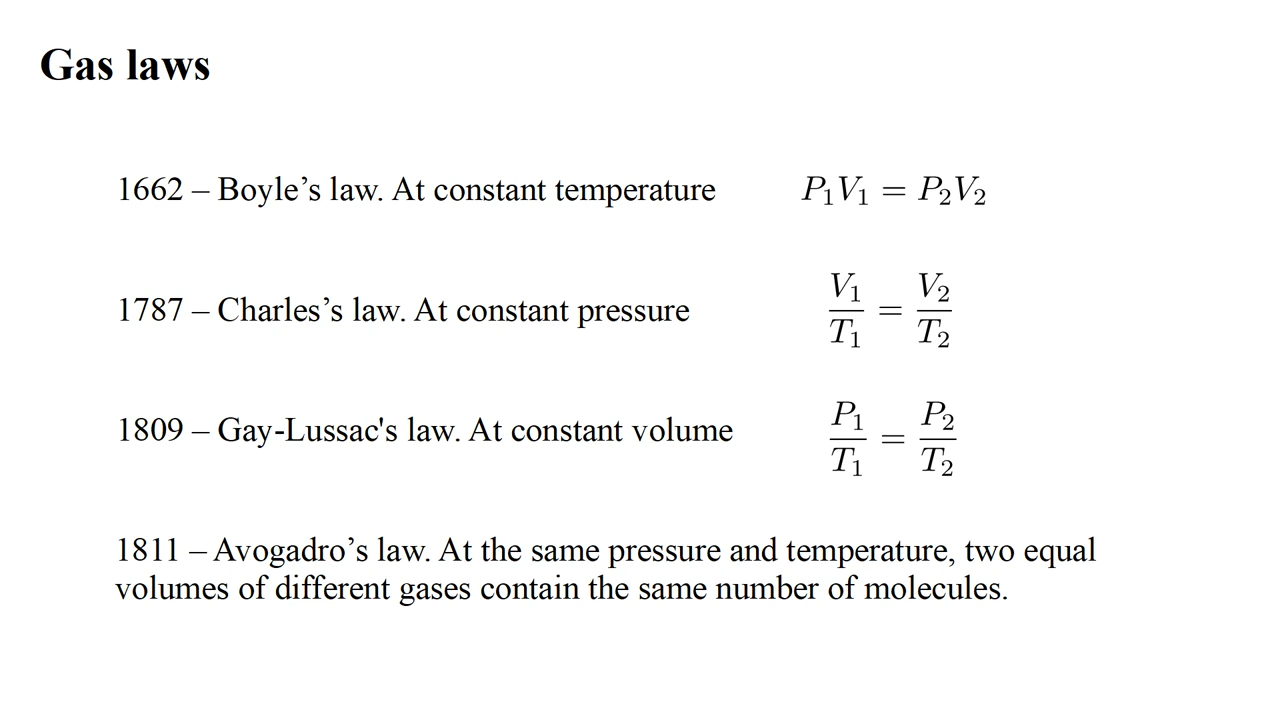 Gas laws
1662 – Boyle’s law. At constant temperature P₁V₁ = P₂V₂
1787 – Charles’s law. At constant pressure V₁/T₁ = V₂/T₂
1809 – Gay-Lussac's law. At constant volume P₁/T₁ = P₂/T₂
1811 – Avogadro’s law. At the same pressure and temperature, two equal
volumes of different gases contain the same number of molecules.